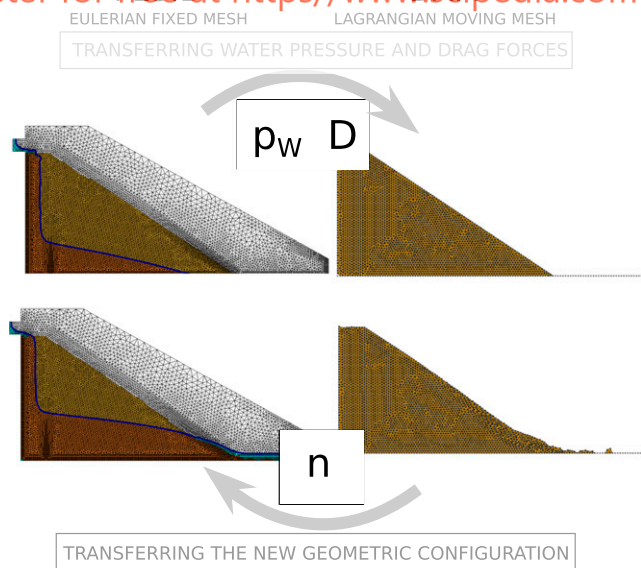 EULERIAN FIXED MESH LAGRANGIAN MOVING MESH
TRANSFERRING WATER PRESSURE AND DRAG FORCES
pW D
n
TRANSFERRING THE NEW GEOMETRIC CONFIGURATION